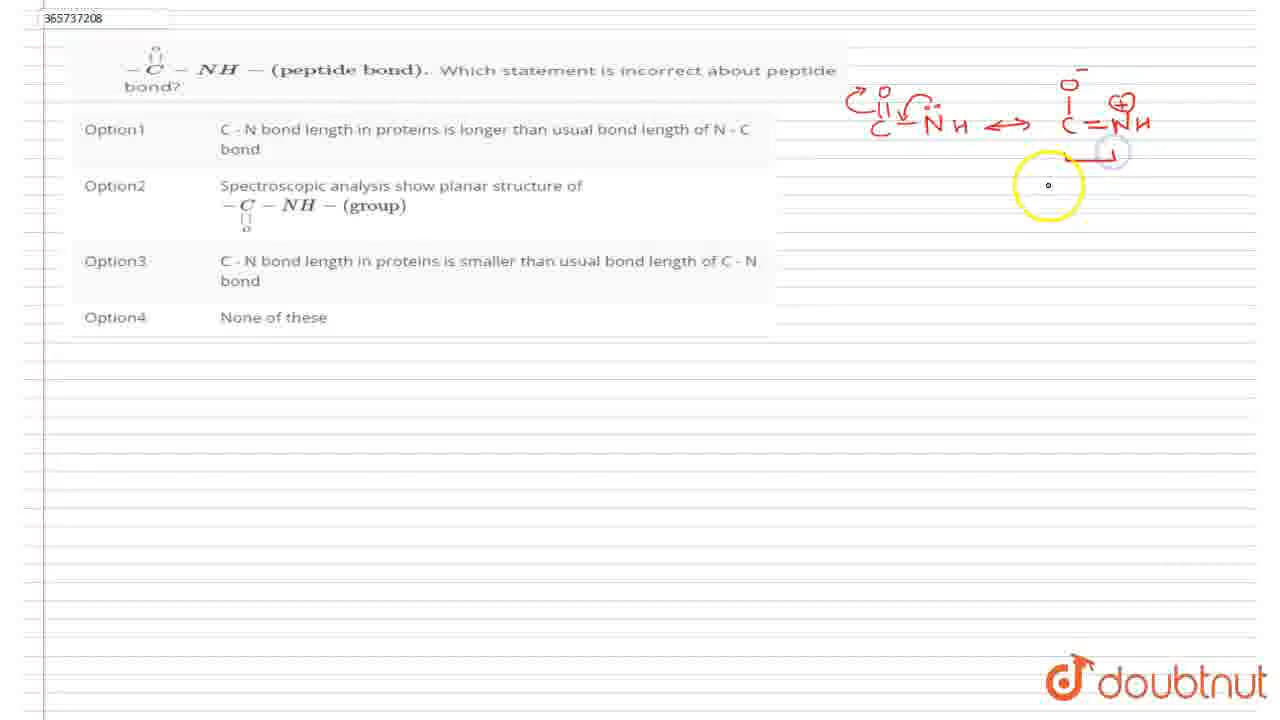 365737208
O
||
– C – NH – (peptide bond). Which statement is incorrect about peptide
bond?
Option1 C - N bond length in proteins is longer than usual bond length of N - C
bond
Option2 Spectroscopic analysis show planar structure of
– C – NH – (group)
||
O
Option3 C - N bond length in proteins is smaller than usual bond length of C - N
bond
Option4 None of these
O
||
C – N̈ H ↔
O⁻
|
C = N⊕ H
doubtnut